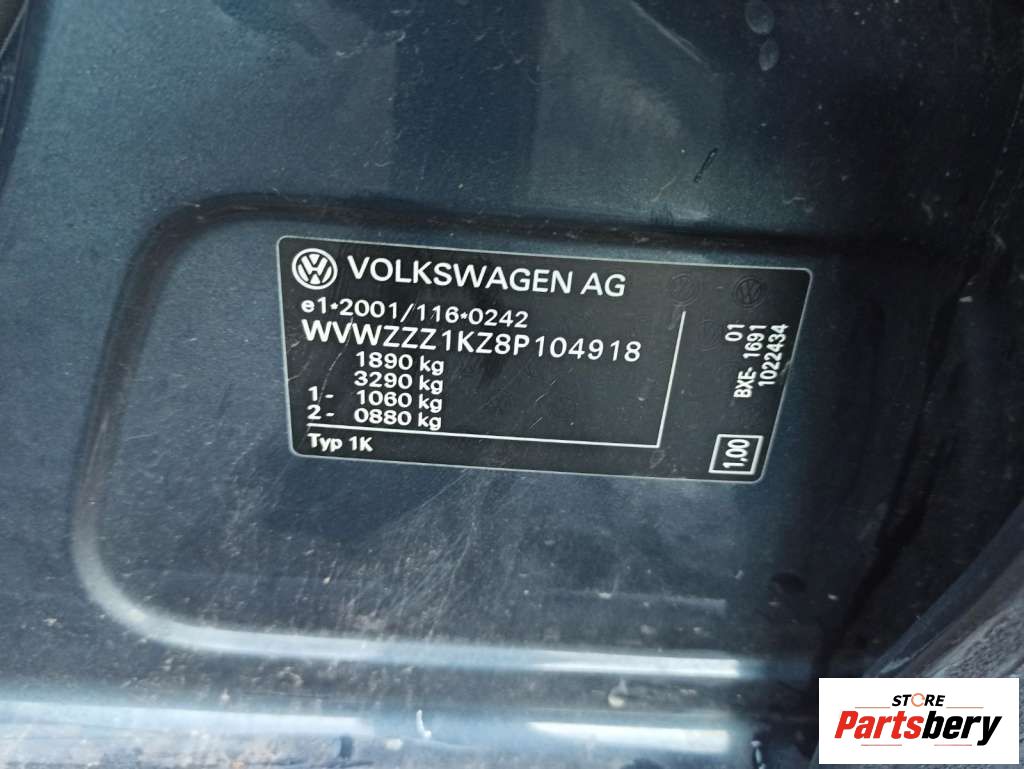 VOLKSWAGEN AG
e1*2001/116*0242
WVWZZZ1KZ8P104918
1890 kg
3290 kg
1- 1060 kg
2- 0880 kg
Typ 1K
01
BXE- 1691
1022434
1.00
STORE
Partsbery